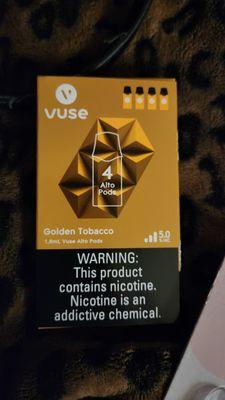 vuse
4
Alto
Pods
Golden Tobacco
1.8mL Vuse Alto Pods
5.0
% NIC
WARNING:
This product
contains nicotine.
Nicotine is an
addictive chemical.